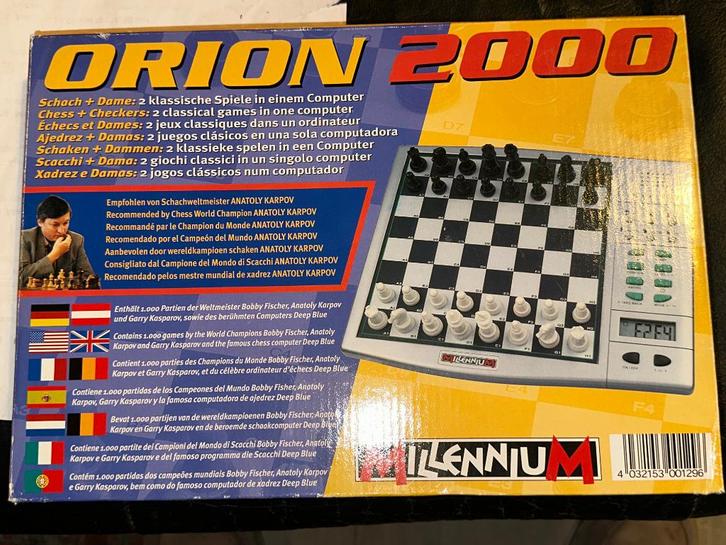 ORION 2000
Schach + Dame: 2 klassische Spiele in einem Computer
Chess + Checkers: 2 classical games in one computer
Échecs et Dames: 2 jeux classiques dans un ordinateur
Ajedrez + Damas: 2 juegos clásicos en una sola computadora
Schaken + Dammen: 2 klassieke spelen in een Computer
Scacchi + Dama: 2 giochi classici in un singolo computer
Xadrez e Damas: 2 jogos clássicos num computador
Empfohlen von Schachweltmeister ANATOLY KARPOV
Recommended by Chess World Champion ANATOLY KARPOV
Recommandé par le Champion du Monde ANATOLY KARPOV
Recomendado por el Campeón del Mundo ANATOLY KARPOV
Aanbevolen door wereldkampioen schaken ANATOLY KARPOV
Consigliato dal Campione del Mondo di Scacchi ANATOLY KARPOV
Recomendado pelos mestre mundial de xadrez ANATOLY KARPOV
Enthält 1.000 Partien der Weltmeister Bobby Fischer, Anatoly Karpov
und Garry Kasparov, sowie des berühmten Computers Deep Blue
Contains 1.000 games by the World Champions Bobby Fischer, Anatoly
Karpov and Garry Kasparov and the famous chess computer Deep Blue
Contient 1.000 parties des Champions du Monde Bobby Fischer, Anatoly
Karpov et Garry Kasparov, et du célèbre ordinateur d'échecs Deep Blue
Contiene 1.000 partidas de los Campeones del Mundo Bobby Fisher, Anatoly
Karpov, Garry Kasparov y la famosa computadora de ajedrez Deep Blue
Bevat 1.000 partijen van de wereldkampioenen Bobby Fischer, Anatoly
Karpov en Garry Kasparov en de beroemde schaakcomputer Deep Blue
Contiene 1.000 partite dei Campioni del Mondo di Scacchi Bobby Fischer, Anatoly
Karpov e Garry Kasparov e del famoso programma die Scacchi Deep Blue
Contém 1.000 partidas dos campeões mundiais Bobby Fischer, Anatoly Karpov
e Garry Kasparov, bem como do famoso computador de xadrez Deep Blue
D7
E7
E2E4
MILLENNIUM
E4
F4
MILLENNIUM
4 032153 001296